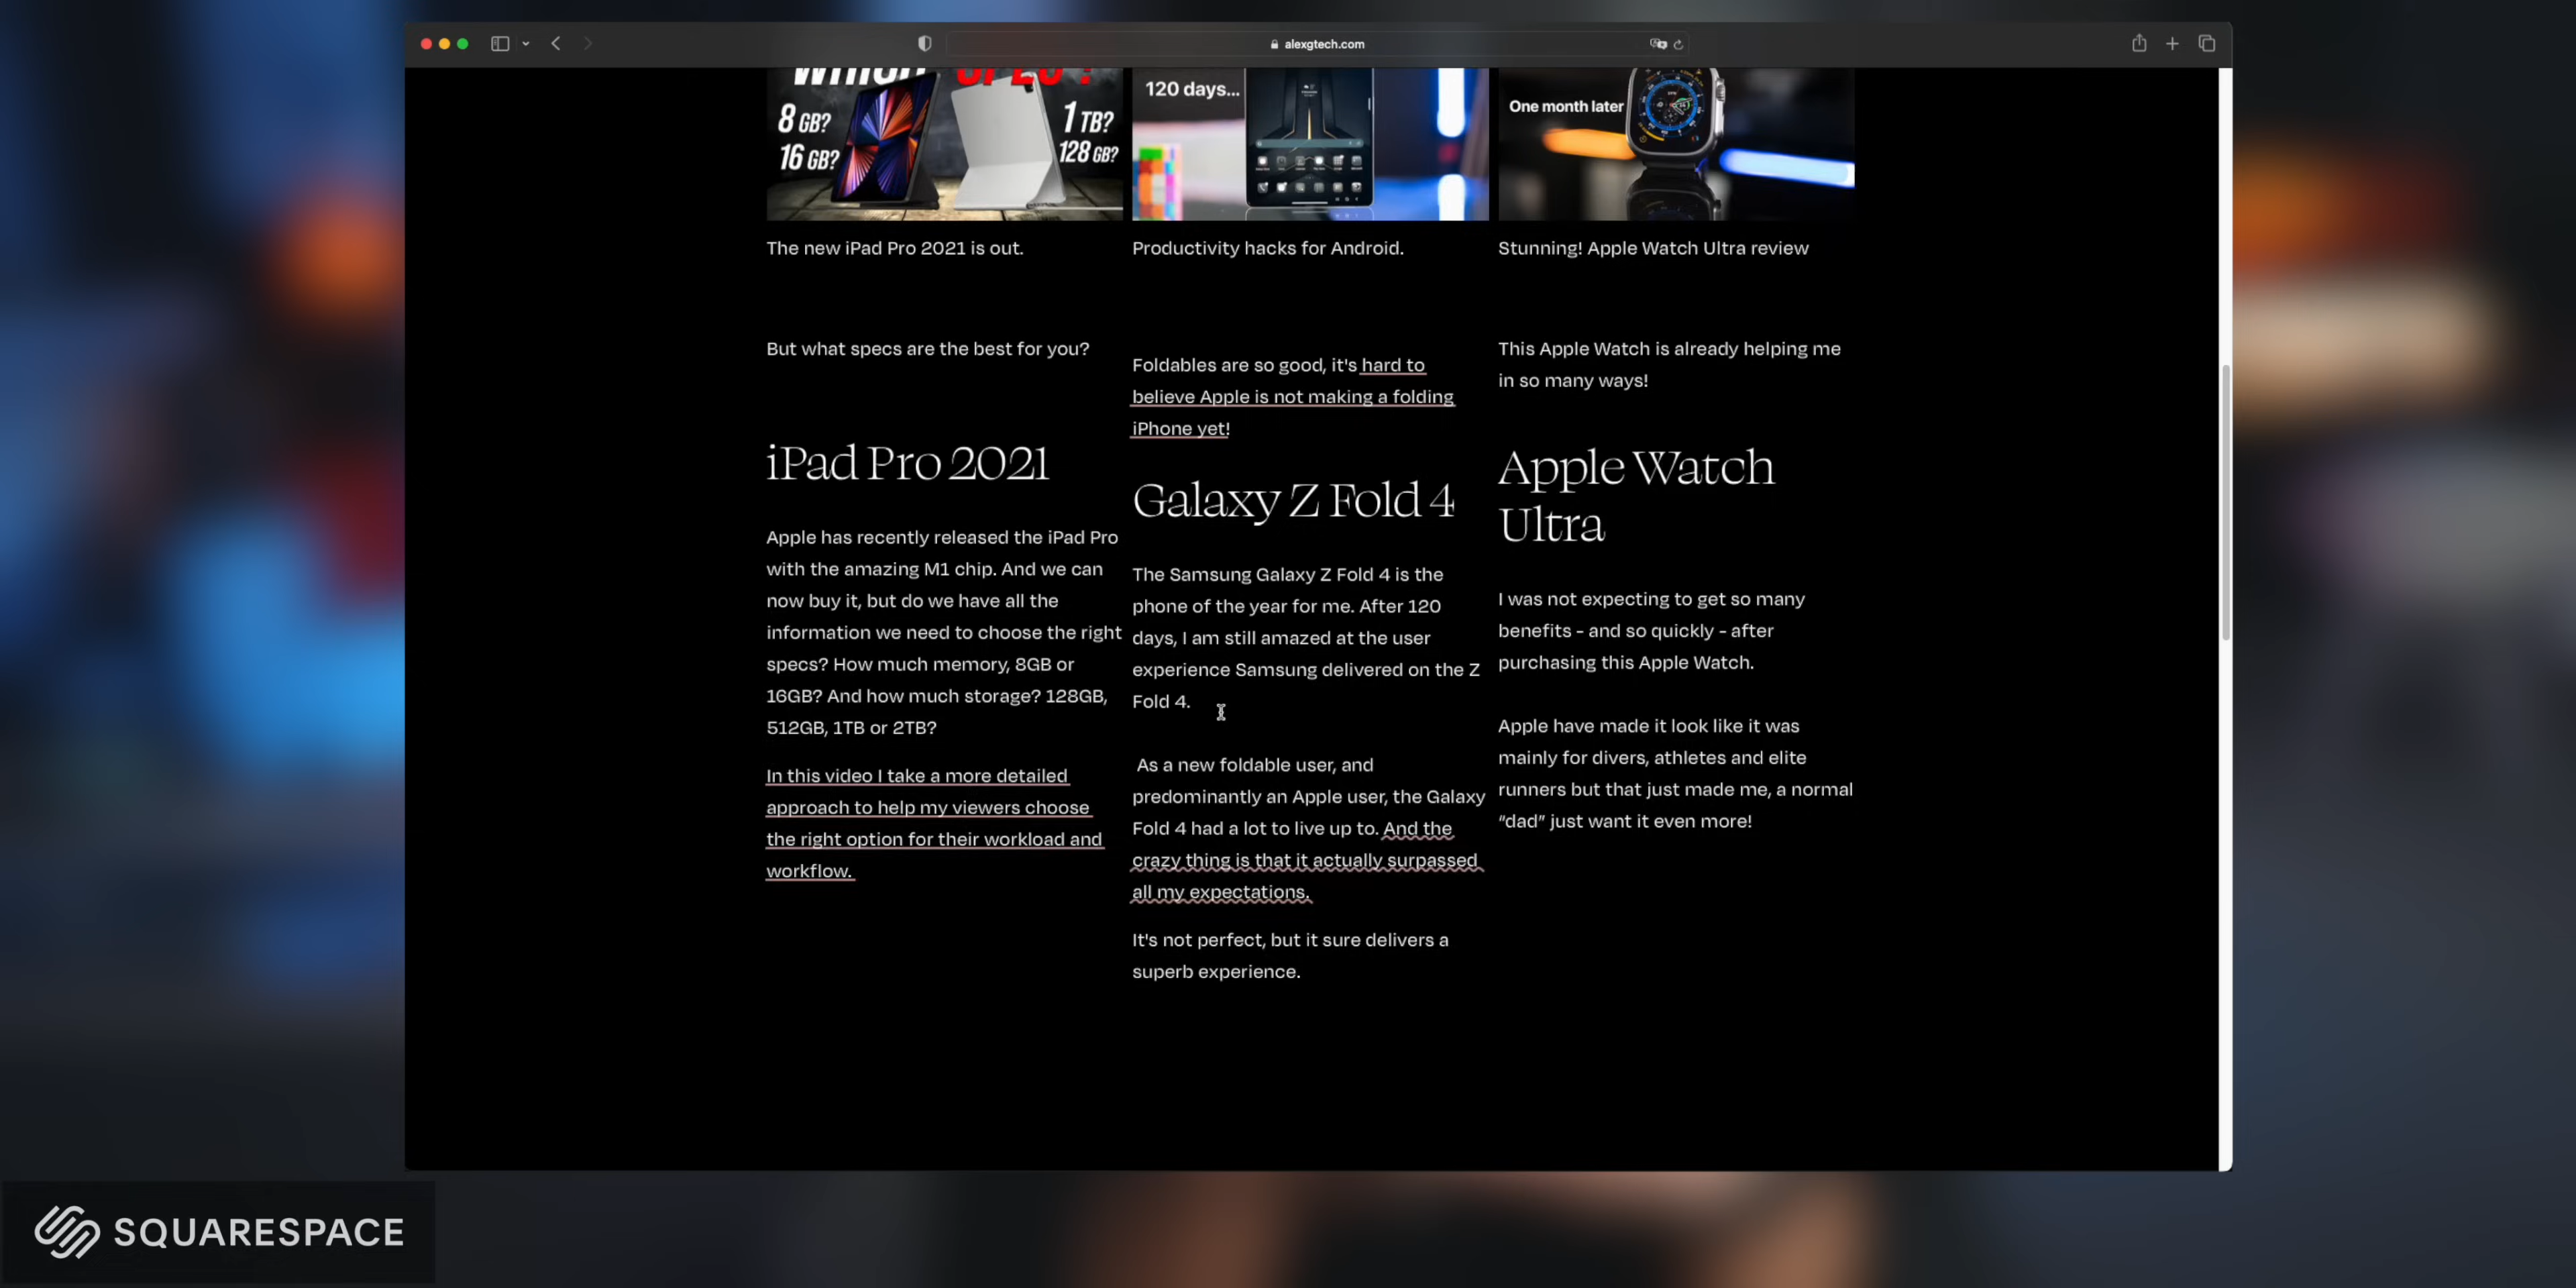 alexgtech.com
WHICH SPEC?
8 GB?
16 GB?
1 TB?
128 GB?
120 days...
One month later
The new iPad Pro 2021 is out.
But what specs are the best for you?
iPad Pro 2021
Apple has recently released the iPad Pro
with the amazing M1 chip. And we can
now buy it, but do we have all the
information we need to choose the right
specs? How much memory, 8GB or
16GB? And how much storage? 128GB,
512GB, 1TB or 2TB?
In this video I take a more detailed
approach to help my viewers choose
the right option for their workload and
workflow.
Productivity hacks for Android.
Foldables are so good, it's hard to
believe Apple is not making a folding
iPhone yet!
Galaxy Z Fold 4
The Samsung Galaxy Z Fold 4 is the
phone of the year for me. After 120
days, I am still amazed at the user
experience Samsung delivered on the Z
Fold 4.
As a new foldable user, and
predominantly an Apple user, the Galaxy
Fold 4 had a lot to live up to. And the
crazy thing is that it actually surpassed
all my expectations.
It's not perfect, but it sure delivers a
superb experience.
Stunning! Apple Watch Ultra review
This Apple Watch is already helping me
in so many ways!
Apple Watch
Ultra
I was not expecting to get so many
benefits - and so quickly - after
purchasing this Apple Watch.
Apple have made it look like it was
mainly for divers, athletes and elite
runners but that just made me, a normal
“dad” just want it even more!
SQUARESPACE